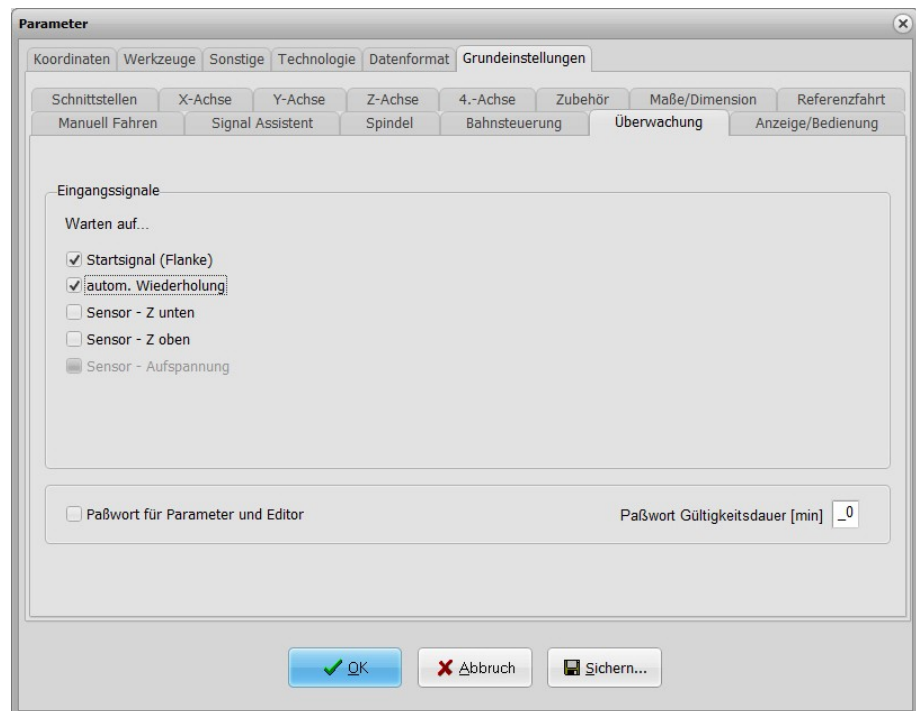 Parameter
Koordinaten Werkzeuge Sonstige Technologie Datenformat Grundeinstellungen
Schnittstellen X-Achse Y-Achse Z-Achse 4.-Achse Zubehör Maße/Dimension Referenzfahrt
Manuell Fahren Signal Assistent Spindel Bahnsteuerung Überwachung Anzeige/Bedienung
Eingangssignale
Warten auf...
Startsignal (Flanke)
autom. Wiederholung
Sensor - Z unten
Sensor - Z oben
Sensor - Aufspannung
Paßwort für Parameter und Editor Paßwort Gültigkeitsdauer [min] _0
OK Abbruch Sichern...